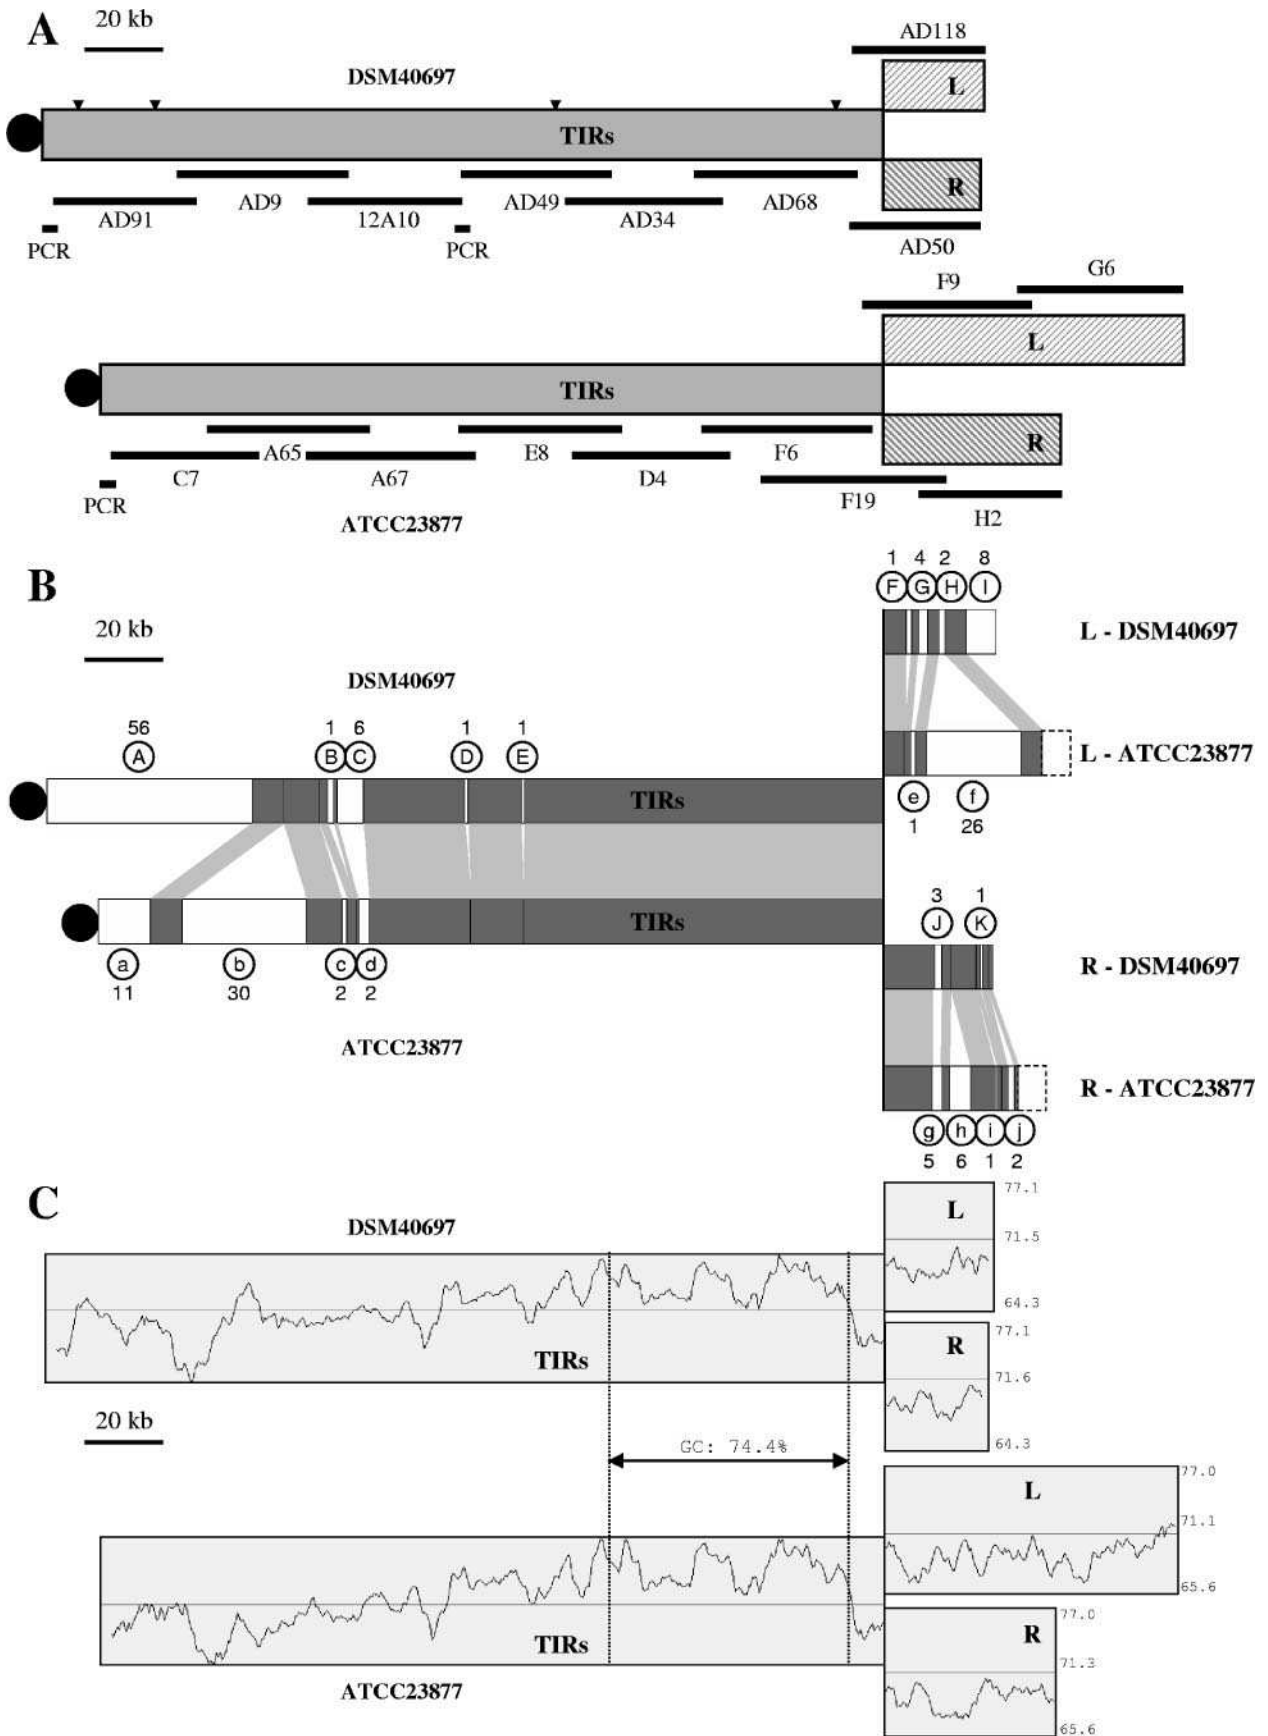 A
20 kb
AD118
DSM40697
L
TIRs
R
AD91
AD9
12A10
AD49
AD34
AD68
PCR
PCR
AD50
F9
G6
L
TIRs
R
C7
A65
A67
E8
D4
F6
PCR
F19
H2
ATCC23877
B
1 4 2 8
F G H I
20 kb
L - DSM40697
DSM40697
56 1 6 1 1
A B C D E
L - ATCC23877
TIRs
e f
1 26
TIRs
3 1
J K
a b c d
11 30 2 2
R - DSM40697
ATCC23877
R - ATCC23877
g h i j
5 6 1 2
C
DSM40697
L
77.1
71.5
64.3
TIRs
R
77.1
71.6
64.3
20 kb
GC: 74.4%
L
77.0
71.1
65.6
TIRs
R
77.0
71.3
65.6
ATCC23877